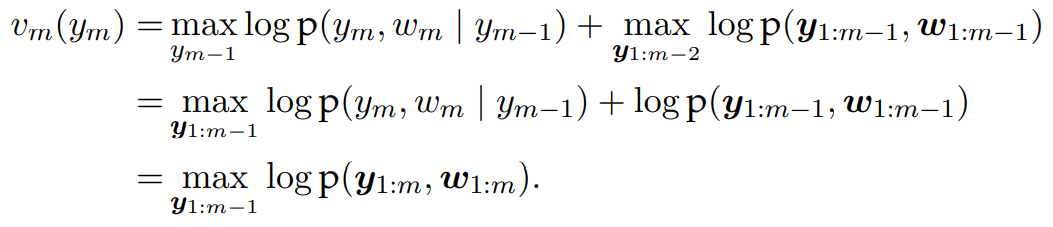 v_m(y_m) = max_{y_{m-1}} log p(y_m, w_m | y_{m-1}) + max_{𝒚_{1:m-2}} log p(𝒚_{1:m-1}, 𝒘_{1:m-1})
= max_{𝒚_{1:m-1}} log p(y_m, w_m | y_{m-1}) + log p(𝒚_{1:m-1}, 𝒘_{1:m-1})
= max_{𝒚_{1:m-1}} log p(𝒚_{1:m}, 𝒘_{1:m}).